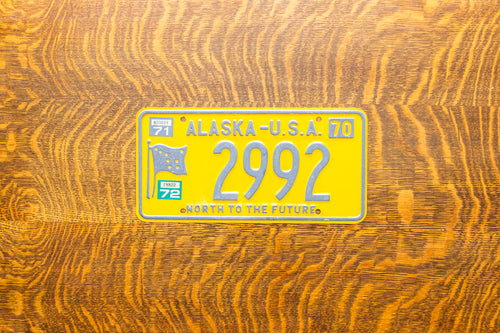 71 ALASKA-U.S.A. 70
2992
72
NORTH TO THE FUTURE